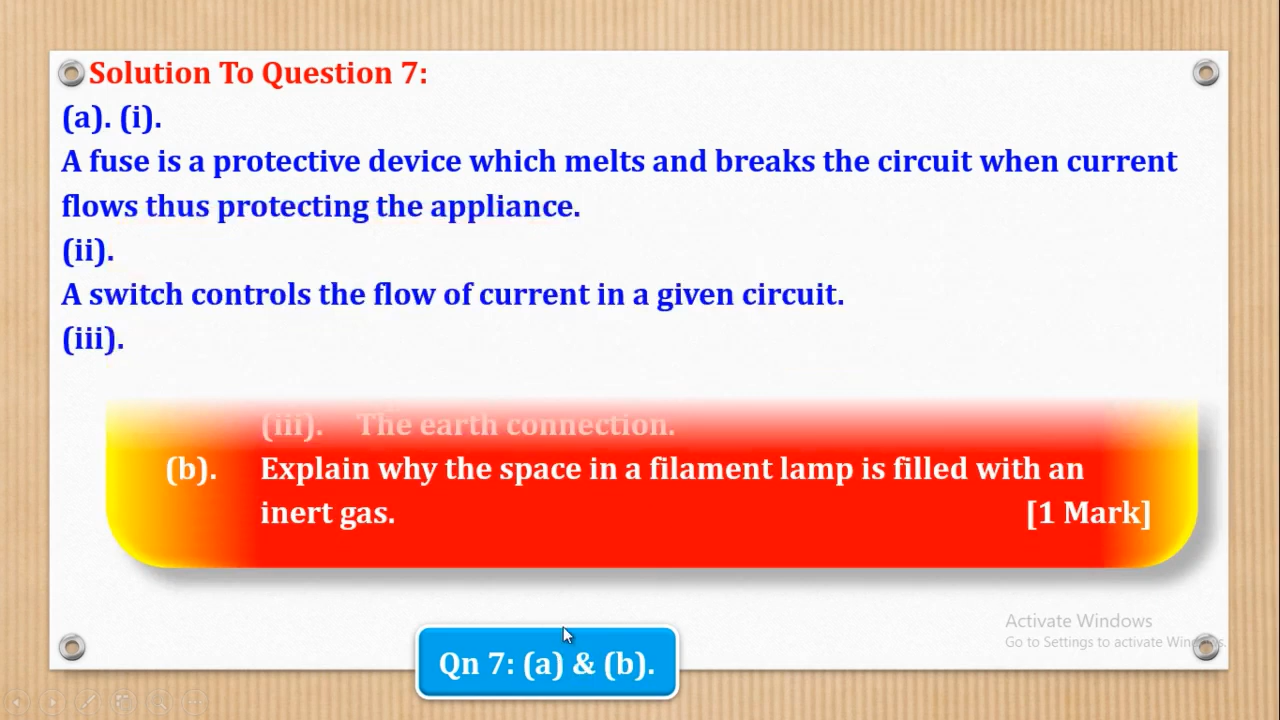 Solution To Question 7:
(a). (i).
A fuse is a protective device which melts and breaks the circuit when current
flows thus protecting the appliance.
(ii).
A switch controls the flow of current in a given circuit.
(iii).
(iii). The earth connection.
(b). Explain why the space in a filament lamp is filled with an
inert gas. [1 Mark]
Activate Windows
Go to Settings to activate Windows.
Qn 7: (a) & (b).